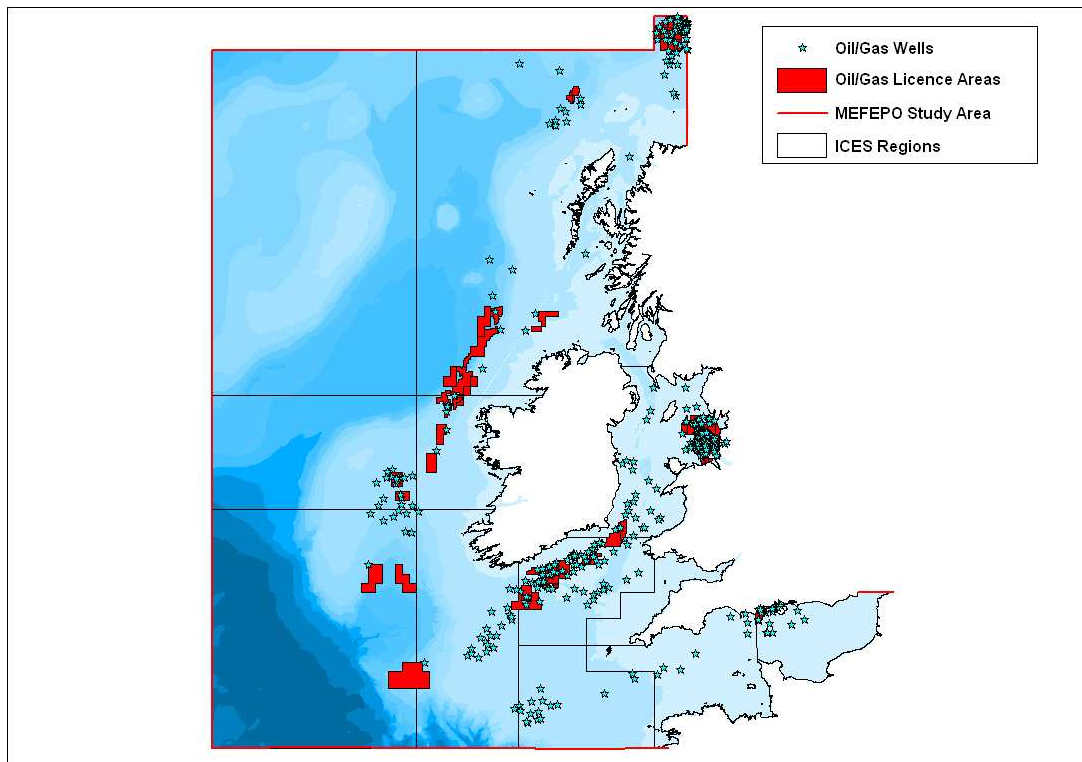 Oil/Gas Wells
Oil/Gas Licence Areas
MEFEPO Study Area
ICES Regions